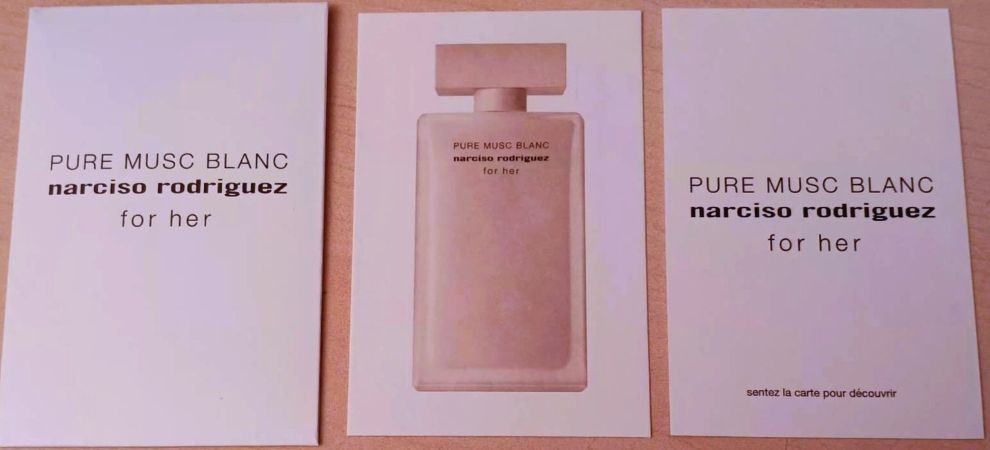 PURE MUSC BLANC
narciso rodriguez
for her
PURE MUSC BLANC
narciso rodriguez
for her
PURE MUSC BLANC
narciso rodriguez
for her
sentez la carte pour découvrir